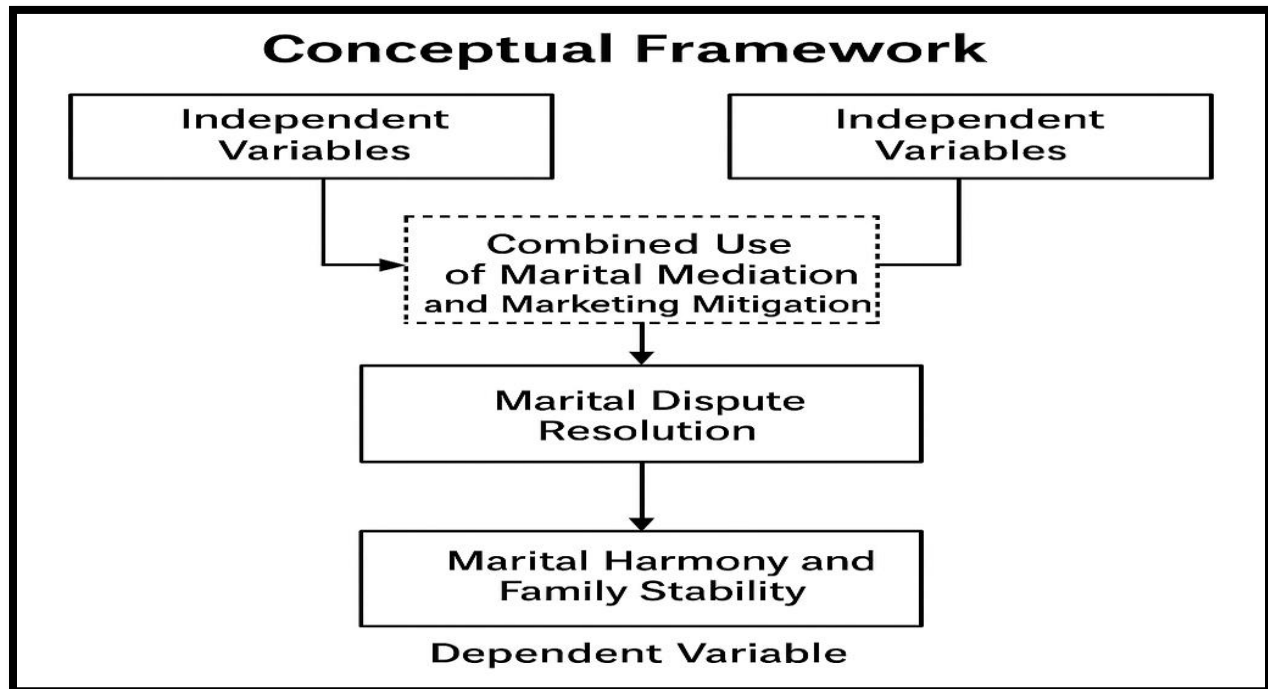 Conceptual Framework
Independent
Variables
Independent
Variables
Combined Use
of Marital Mediation
and Marketing Mitigation
Marital Dispute
Resolution
Marital Harmony and
Family Stability
Dependent Variable